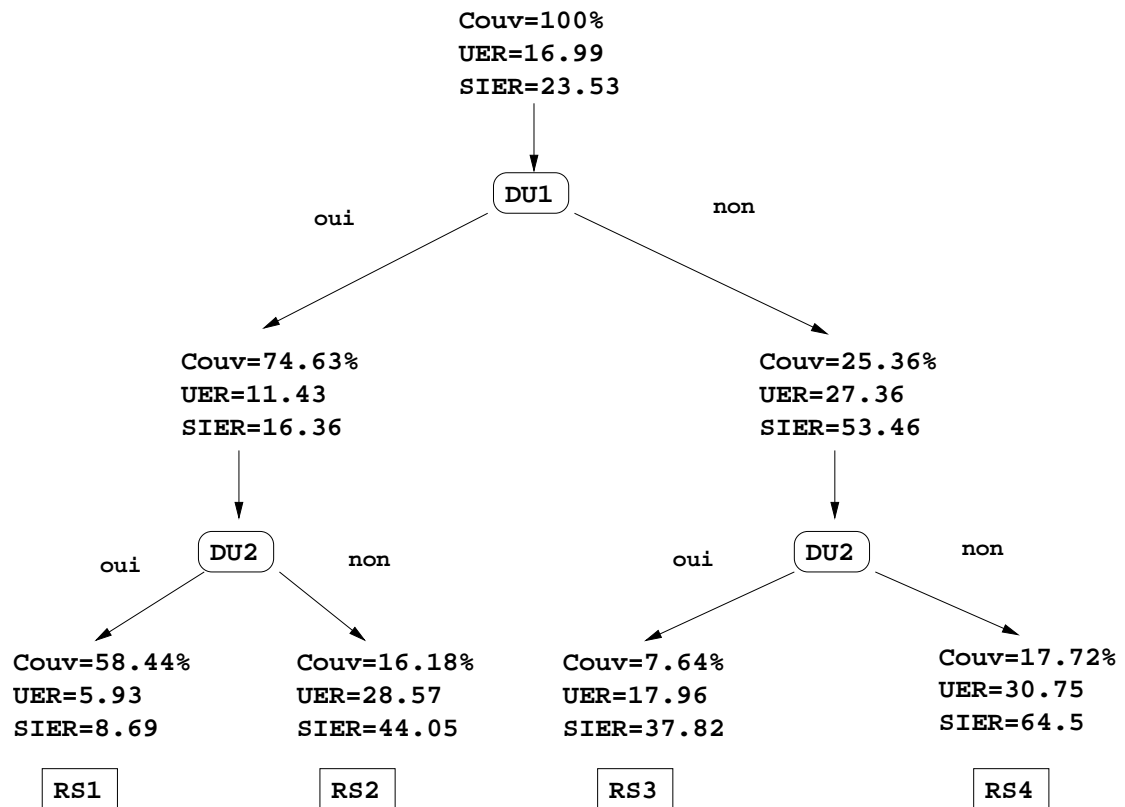 Couv=100%
UER=16.99
SIER=23.53
DU1
oui
non
Couv=74.63%
UER=11.43
SIER=16.36
Couv=25.36%
UER=27.36
SIER=53.46
DU2
oui
non
DU2
oui
non
Couv=58.44%
UER=5.93
SIER=8.69
Couv=16.18%
UER=28.57
SIER=44.05
Couv=7.64%
UER=17.96
SIER=37.82
Couv=17.72%
UER=30.75
SIER=64.5
RS1
RS2
RS3
RS4